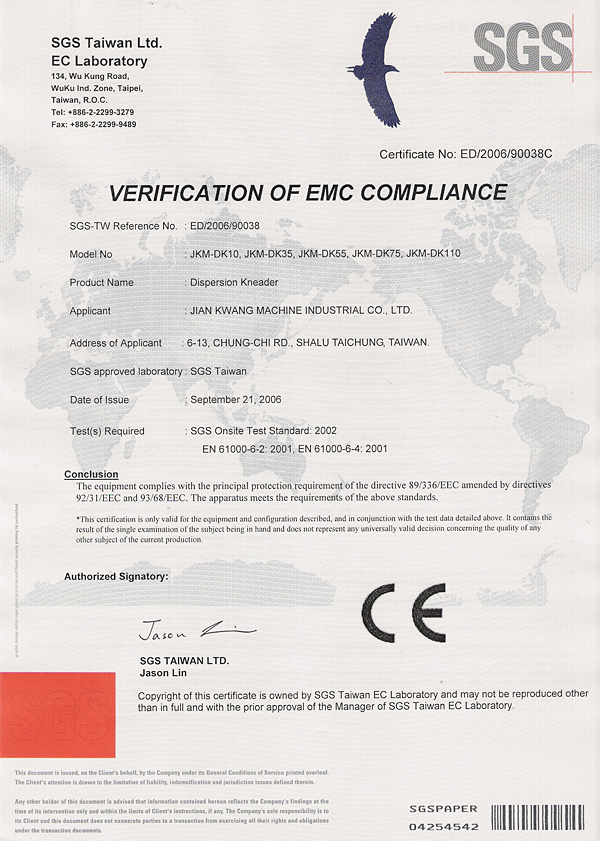 SGS Taiwan Ltd.
EC Laboratory
134, Wu Kung Road,
WuKu Ind. Zone, Taipei,
Taiwan, R.O.C.
Tel: +886-2-2299-3279
Fax: +886-2-2299-9489
SGS
Certificate No: ED/2006/90038C
VERIFICATION OF EMC COMPLIANCE
SGS-TW Reference No. : ED/2006/90038
Model No : JKM-DK10, JKM-DK35, JKM-DK55, JKM-DK75, JKM-DK110
Product Name : Dispersion Kneader
Applicant : JIAN KWANG MACHINE INDUSTRIAL CO., LTD.
Address of Applicant : 6-13, CHUNG-CHI RD., SHALU TAICHUNG, TAIWAN.
SGS approved laboratory : SGS Taiwan
Date of Issue : September 21, 2006
Test(s) Required : SGS Onsite Test Standard: 2002
EN 61000-6-2: 2001, EN 61000-6-4: 2001
Conclusion
The equipment complies with the principal protection requirement of the directive 89/336/EEC amended by directives
92/31/EEC and 93/68/EEC. The apparatus meets the requirements of the above standards.
*This certification is only valid for the equipment and configuration described, and in conjunction with the test data detailed above. It contains the
result of the single examination of the subject being in hand and does not represent any universally valid decision concerning the quality of any
other subject of the current production.
Authorized Signatory:
Jason Lin
CE
SGS TAIWAN LTD.
Jason Lin
Copyright of this certificate is owned by SGS Taiwan EC Laboratory and may not be reproduced other
than in full and with the prior approval of the Manager of SGS Taiwan EC Laboratory.
SGS
This document is issued, on the Client's behalf, by the Company under its General Conditions of Service printed overleaf.
The Client's attention is drawn to the limitation of liability, indemnification and jurisdiction issues defined therein.
Any other holder of this document is advised that information contained hereon reflects the Company's findings at the
time of its intervention only and within the limits of Client's instructions, if any. The Company's sole responsibility is to
its Client and this document does not exonerate parties to a transaction from exercising all their rights and obligations
under the transaction documents.
SGSPAPER
04254542